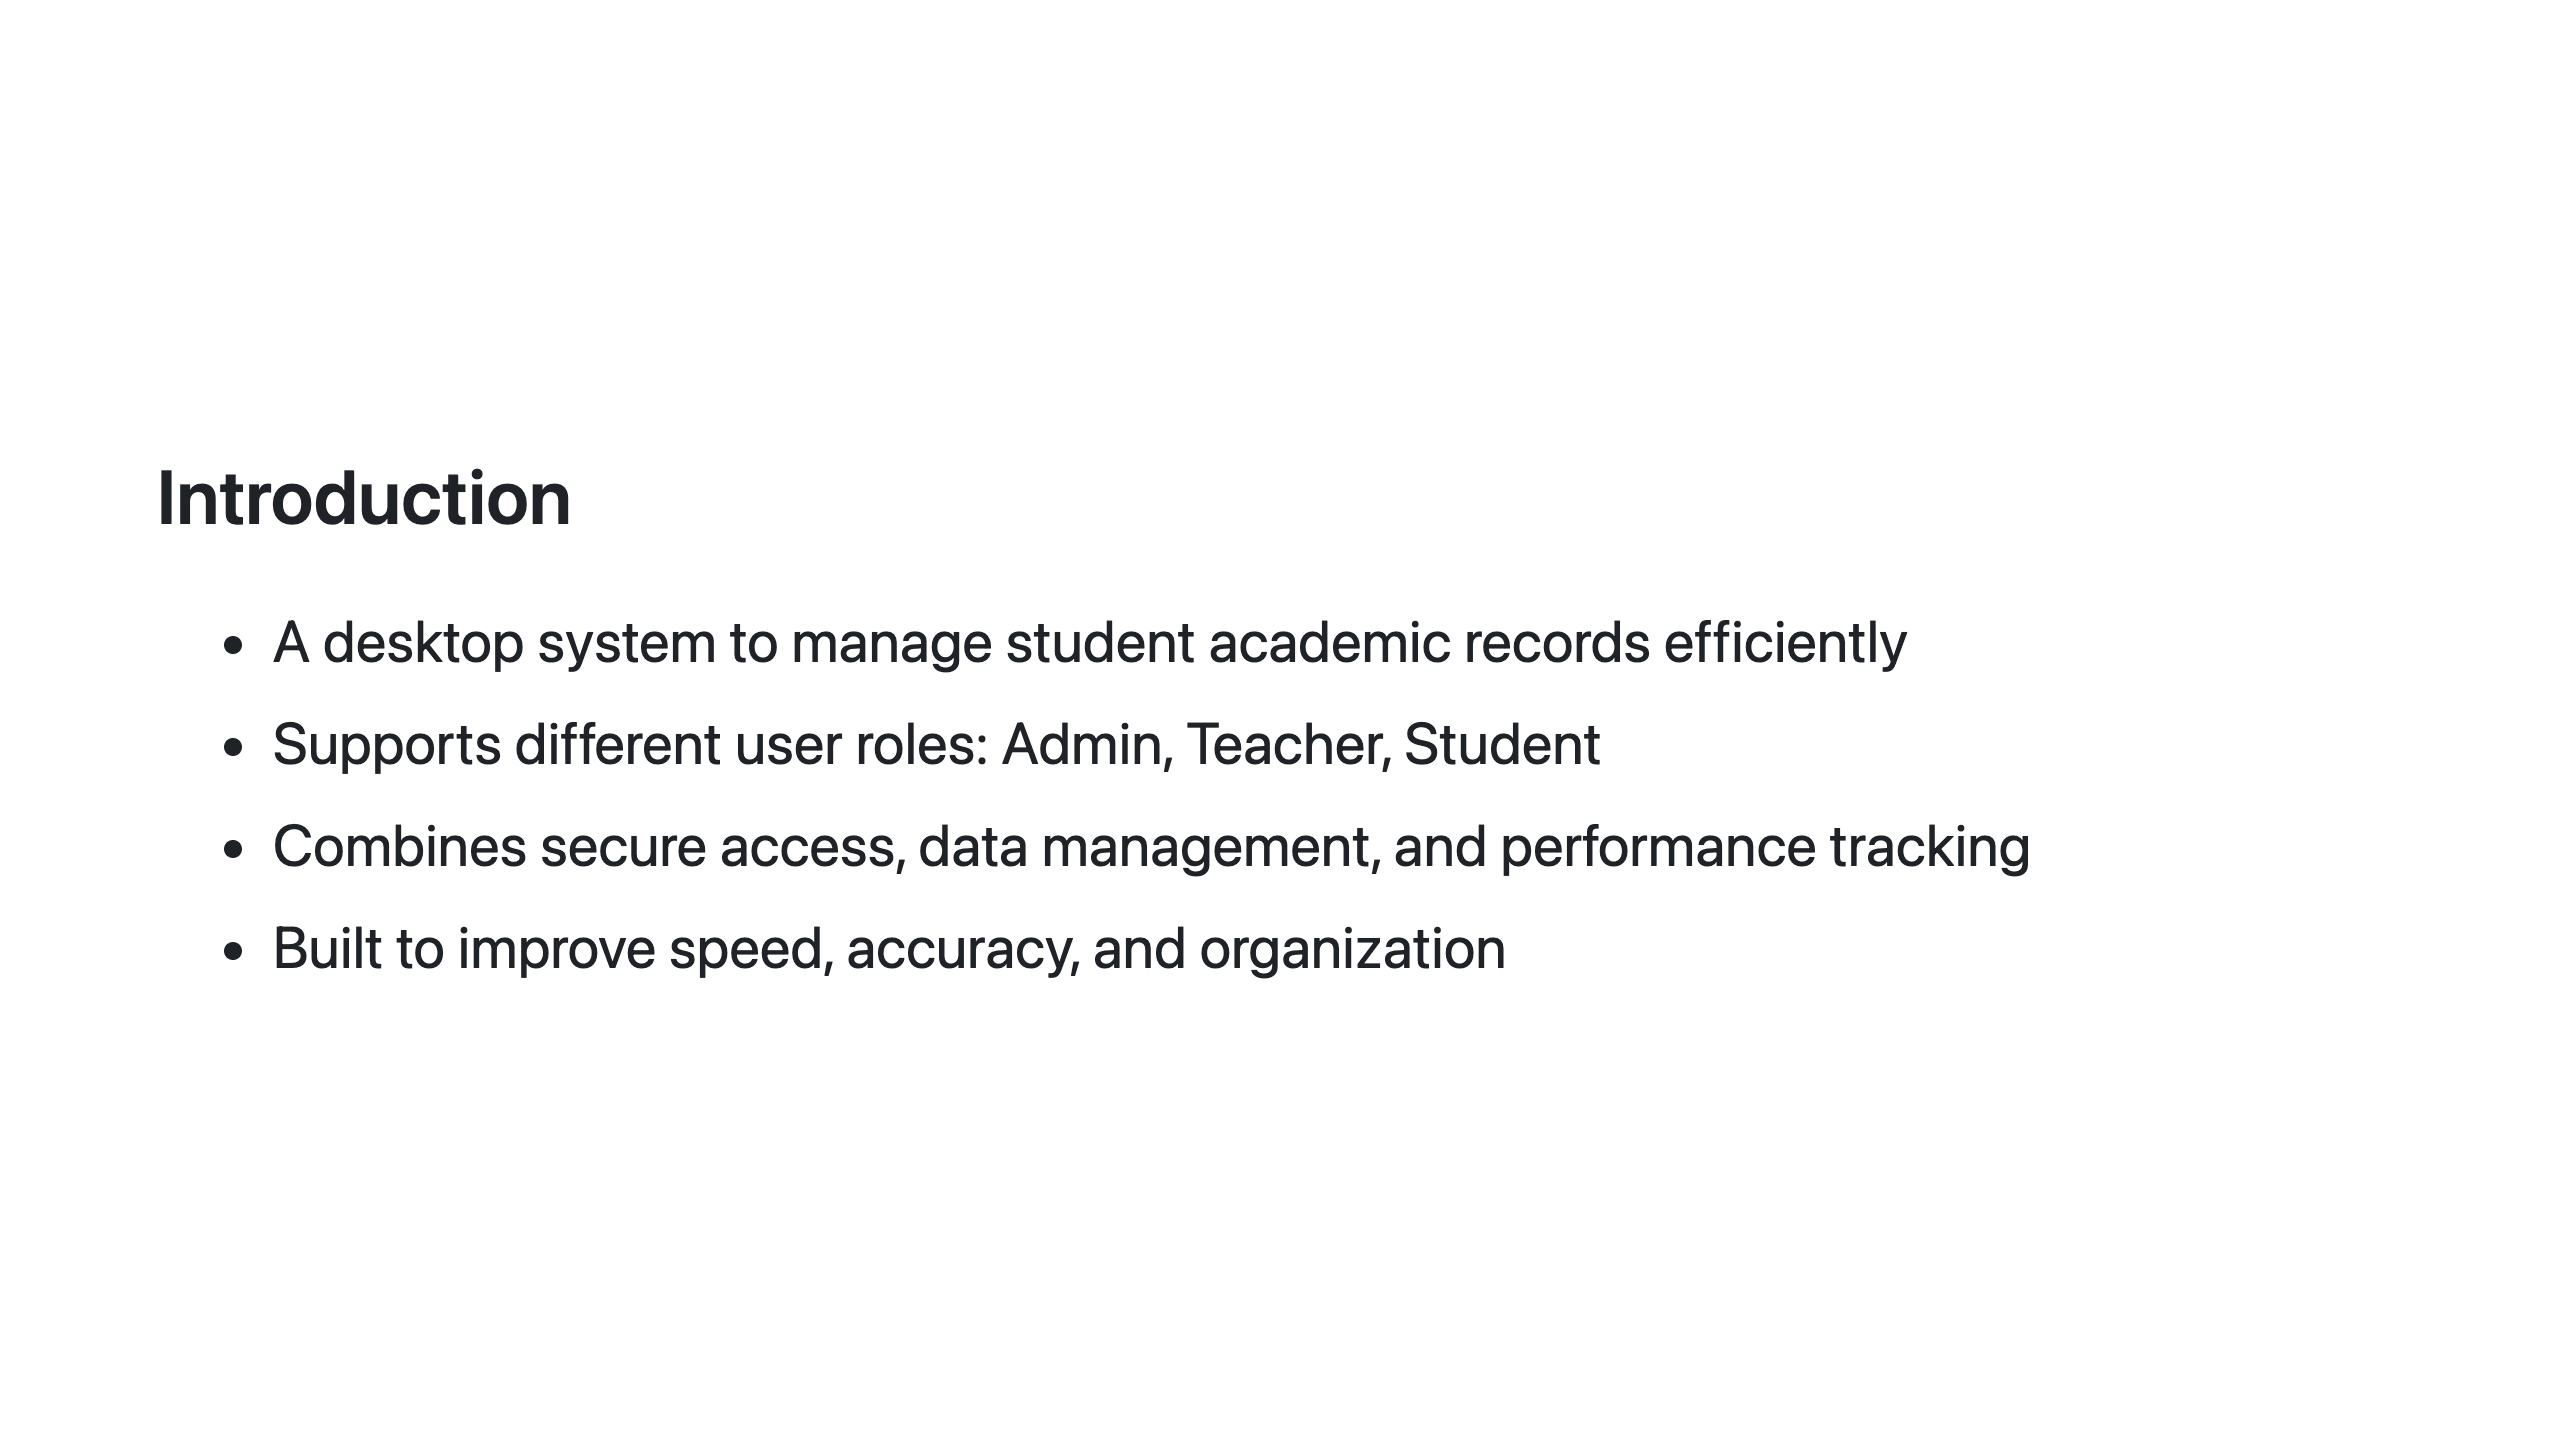 Introduction
• A desktop system to manage student academic records efficiently
• Supports different user roles: Admin, Teacher, Student
• Combines secure access, data management, and performance tracking
• Built to improve speed, accuracy, and organization